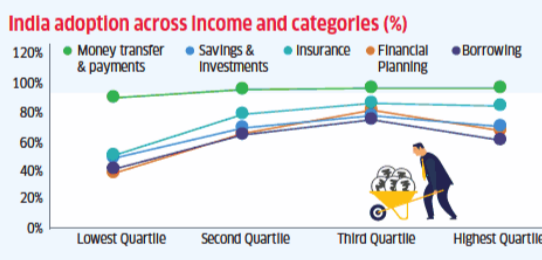 India adoption across Income and categories (%)
120%
Money transfer & payments
Savings & Investments
Insurance
Financial Planning
Borrowing
100%
80%
60%
40%
20%
0%
Lowest Quartile
Second Quartile
Third Quartile
Highest Quartile